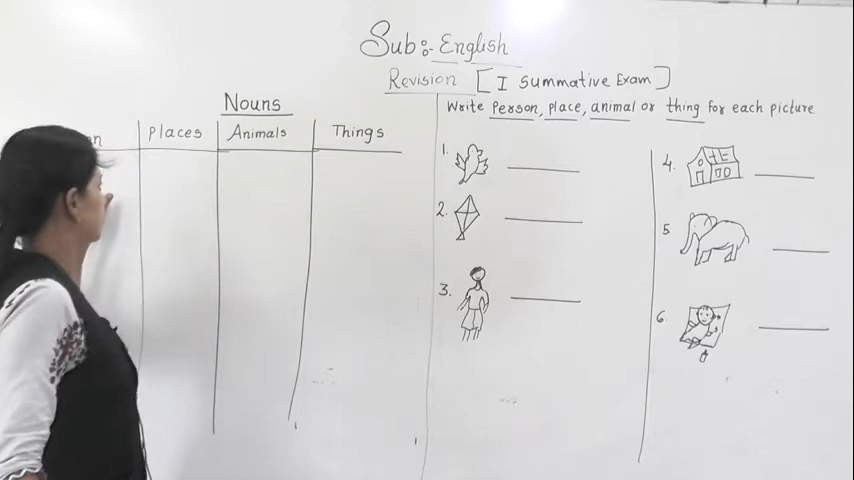 Sub:- English
Revision [I Summative Exam]
Nouns
Places Animals Things
Write Person, place, animal or thing for each picture
1.
2.
3.
4.
5
6.